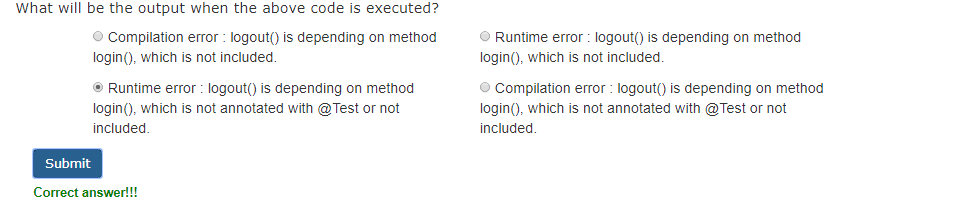 What will be the output when the above code is executed?
Compilation error : logout() is depending on method
login(), which is not included.
Runtime error : logout() is depending on method
login(), which is not included.
Runtime error : logout() is depending on method
login(), which is not annotated with @Test or not
included.
Compilation error : logout() is depending on method
login(), which is not annotated with @Test or not
included.
Submit
Correct answer!!!